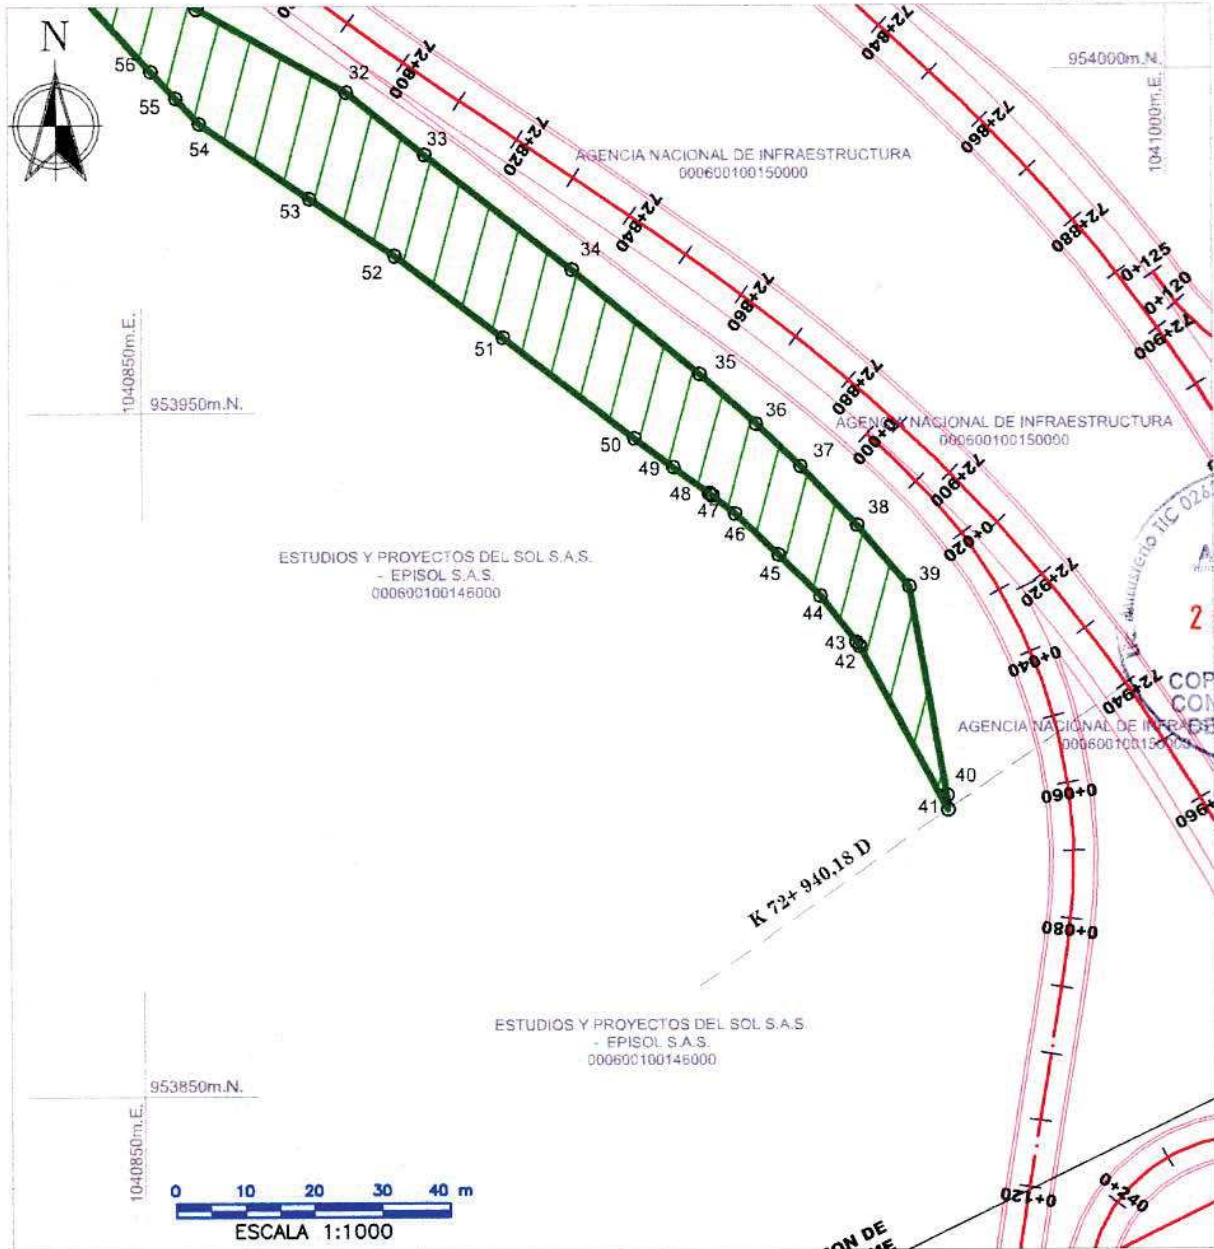 N
56
55
54
53
52
51
50
49
48
47
46
45
44
43
42
41
40
39
38
37
36
35
34
33
32
72+800
72+820
72+840
72+860
72+880
72+900
72+920
72+940
72+840
72+860
72+880
72+900
0+125
0+120
0+000
0+020
0+040
0+060
0+080
0+120
0+240
954000m.N.
1041000m.E.
AGENCIA NACIONAL DE INFRAESTRUCTURA
000600100150000
1040850m.E.
953950m.N.
AGENCIA NACIONAL DE INFRAESTRUCTURA
000600100150000
ESTUDIOS Y PROYECTOS DEL SOL S.A.S.
- EPISOL S.A.S.
000600100146000
AGENCIA NACIONAL DE
000600100150000
K 72+ 940,18 D
ESTUDIOS Y PROYECTOS DEL SOL S.A.S.
- EPISOL S.A.S.
000600100146000
953850m.N.
1040850m.E.
0 10 20 30 40 m
ESCALA 1:1000
Ministerio TIC
2